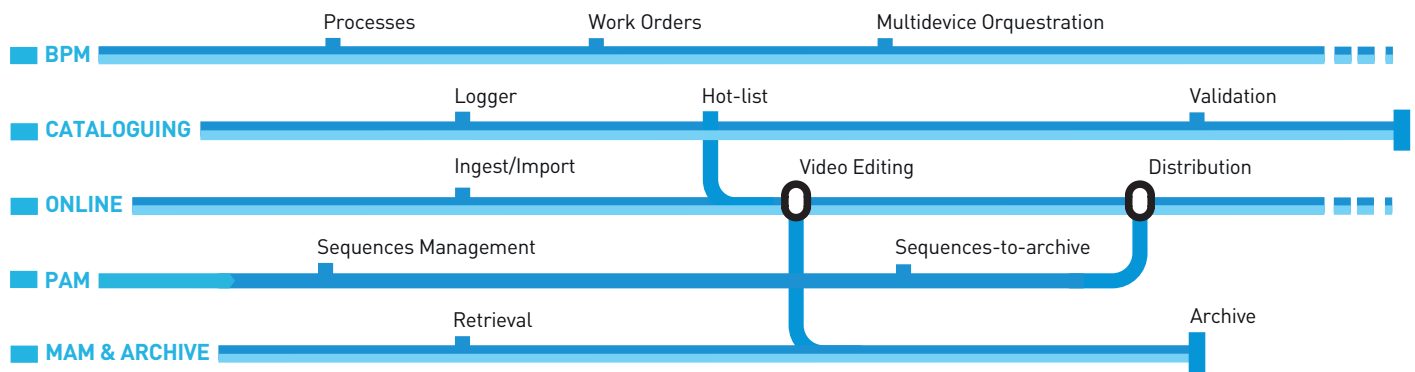 Processes Work Orders Multidevice Orquestration
BPM
Logger Hot-list Validation
CATALOGUING
Ingest/Import Video Editing Distribution
ONLINE
Sequences Management Sequences-to-archive
PAM
Retrieval Archive
MAM & ARCHIVE